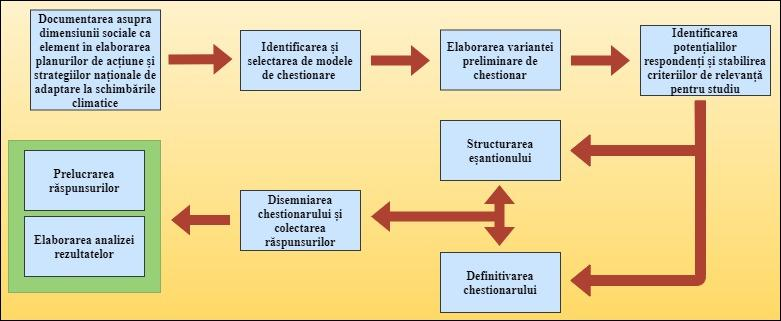 Documentarea asupra
dimensiunii sociale ca
element in elaborarea
planurilor de acțiune și
strategiilor naționale de
adaptare la schimbările
climatice
Identificarea și
selectarea de modele
de chestionare
Elaborarea variantei
preliminare de
chestionar
Identificarea
potențialilor
respondenți și stabilirea
criteriilor de relevanță
pentru studiu
Structurarea
eșantionului
Definitivarea
chestionarului
Disemniarea
chestionarului și
colectarea
răspunsurilor
Prelucrarea
răspunsurilor
Elaborarea analizei
rezultatelor